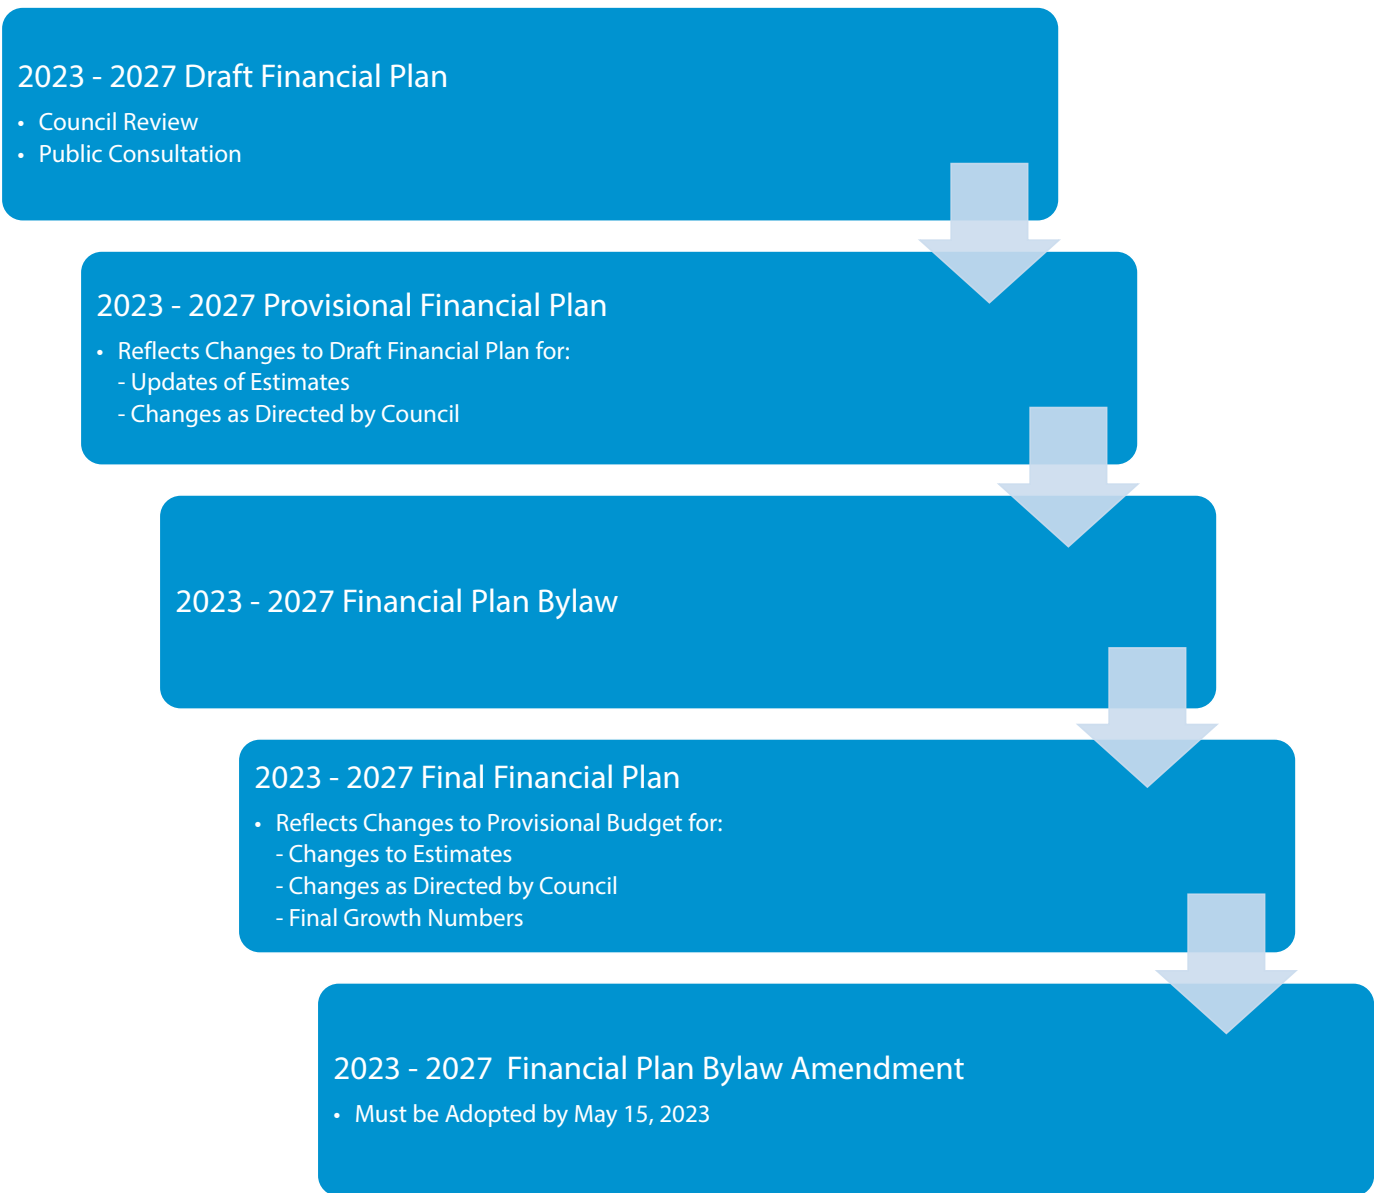 2023 - 2027 Draft Financial Plan
• Council Review
• Public Consultation
2023 - 2027 Provisional Financial Plan
• Reflects Changes to Draft Financial Plan for:
- Updates of Estimates
- Changes as Directed by Council
2023 - 2027 Financial Plan Bylaw
2023 - 2027 Final Financial Plan
• Reflects Changes to Provisional Budget for:
- Changes to Estimates
- Changes as Directed by Council
- Final Growth Numbers
2023 - 2027 Financial Plan Bylaw Amendment
• Must be Adopted by May 15, 2023